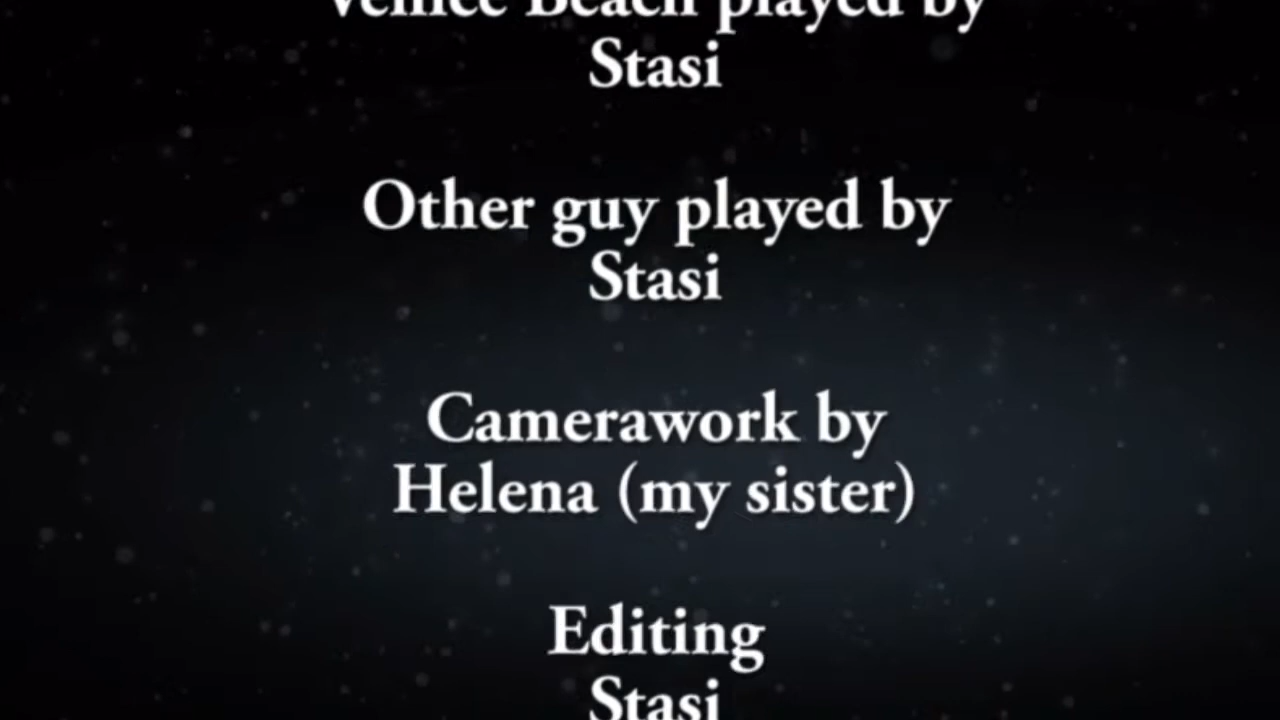 Venice Beach played by
Stasi
Other guy played by
Stasi
Camerawork by
Helena (my sister)
Editing
Stasi